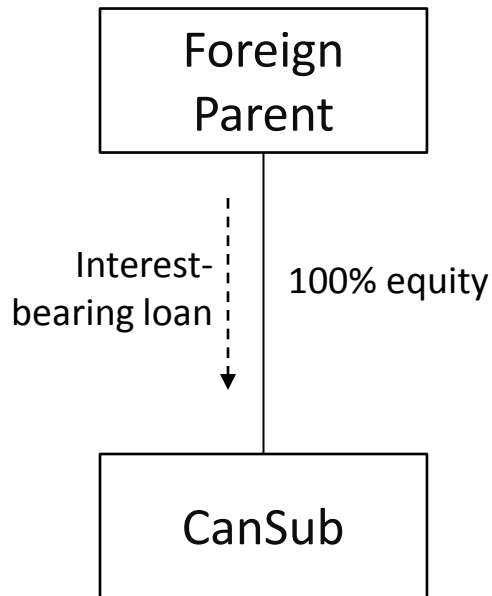 Foreign
Parent
Interest-
bearing loan
100% equity
CanSub